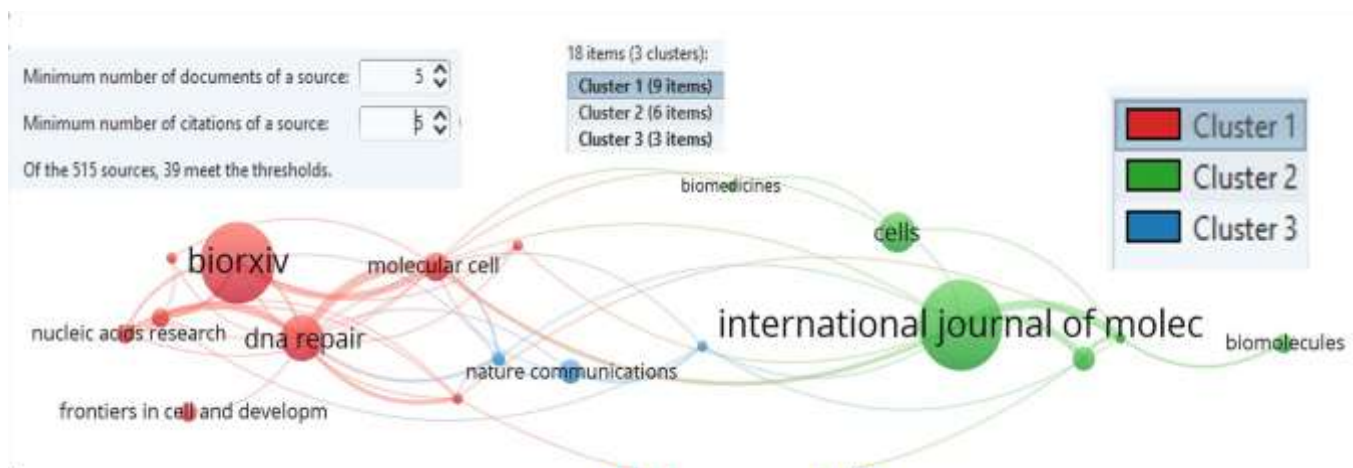 Minimum number of documents of a source: 5
Minimum number of citations of a source: 5
Of the 515 sources, 39 meet the thresholds.
18 items (3 clusters):
Cluster 1 (9 items)
Cluster 2 (6 items)
Cluster 3 (3 items)
Cluster 1
Cluster 2
Cluster 3
biomedicines
cells
biorxiv
molecular cell
international journal of molec
nucleic acids research
dna repair
biomolecules
nature communications
frontiers in cell and developm